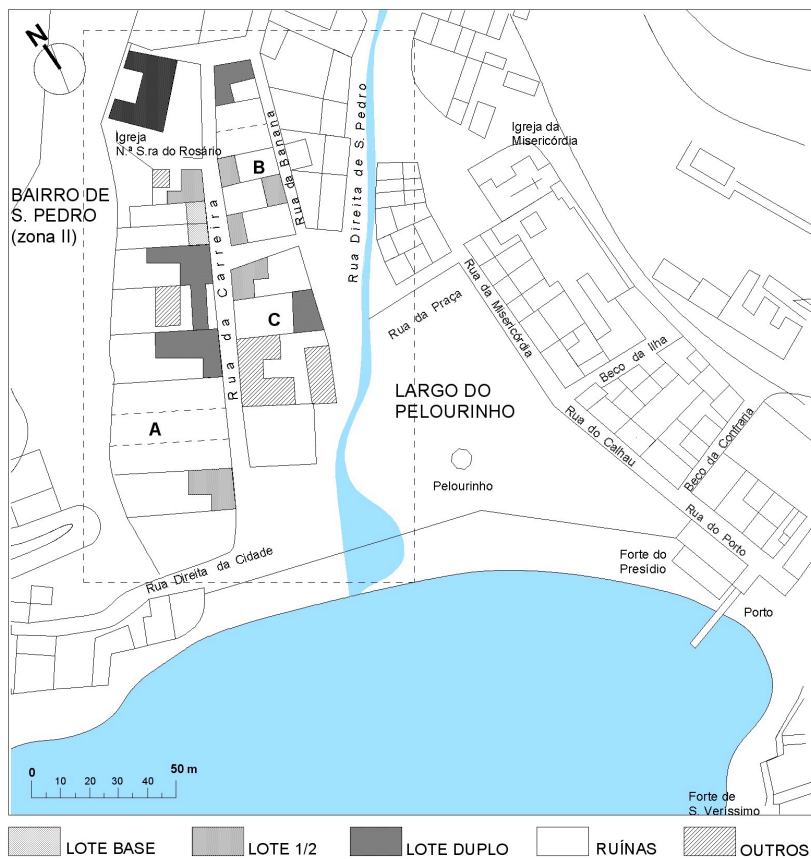 N
Igreja
N.ª S.ra do Rosário
BAIRRO DE
S. PEDRO
(zona II)
B
Rua da Banana
Rua Direita de S. Pedro
Igreja da
Misericórdia
Rua da Carreira
C
Rua da Praça
Rua da Misericórdia
Beco da Ilha
LARGO DO
PELOURINHO
A
Pelourinho
Rua do Calhau
Beco da Confraria
Rua do Porto
Rua Direita da Cidade
Forte do
Presídio
Porto
0 10 20 30 40 50 m
Forte de
S. Veríssimo
LOTE BASE
LOTE 1/2
LOTE DUPLO
RUÍNAS
OUTROS